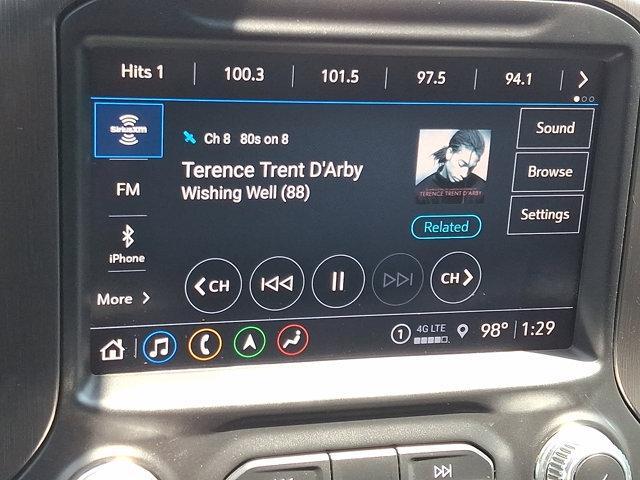 Hits 1 100.3 101.5 97.5 94.1
SiriusXM
Ch 8 80s on 8
Sound
Terence Trent D'Arby
Wishing Well (88)
TERENCE TRENT D'ARBY
FM
Browse
Settings
Related
iPhone
CH CH
More
1 4G LTE 98° 1:29